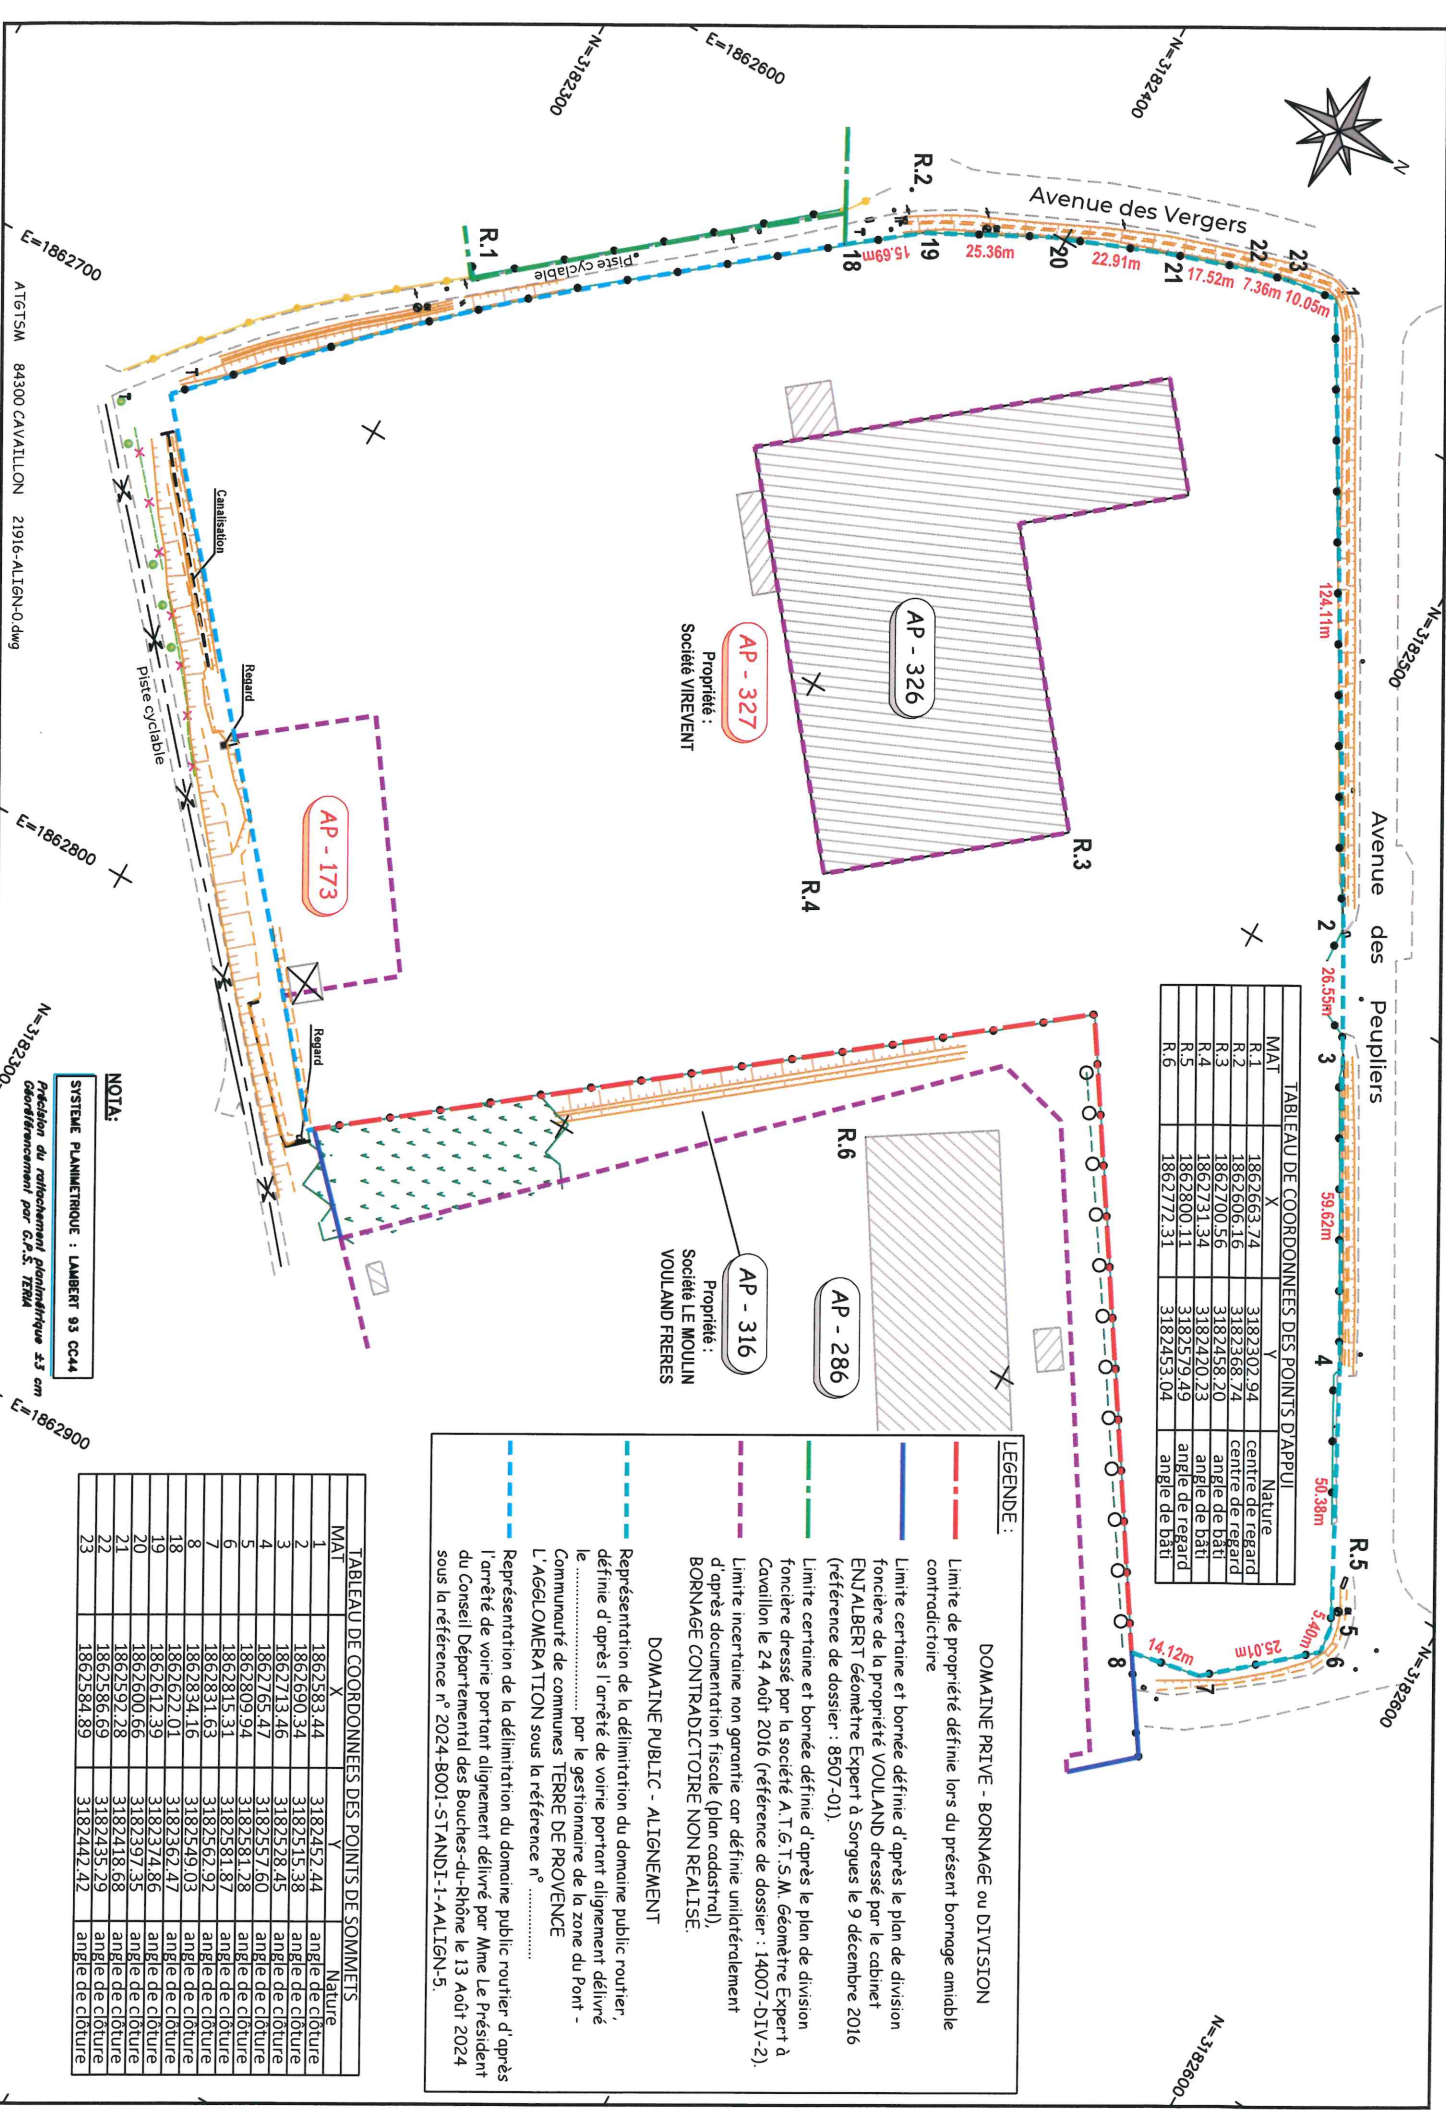 N
Avenue des Vergers
Avenue des Peupliers
N=3182300
E=1862600
N=3182400
N=3182500
N=3182600
N=3182600
E=1862700
E=1862800
E=1862900
N=3182300
R.1
R.2
R.3
R.4
R.5
R.6
18
15.69m
19
25.36m
20
22.91m
21
17.52m
22
7.36m
23
10.05m
1
124.11m
2
26.55m
3
59.62m
4
50.38m
5
5.40m
6
25.01m
7
14.12m
8
Piste cyclable
Piste cyclable
Canalisation
Regard
Regard
AP - 326
AP - 327
Propriété :
Société VIREVENT
AP - 173
AP - 286
AP - 316
Propriété :
Société LE MOULIN
VOULAND FRERES
TABLEAU DE COORDONNEES DES POINTS D'APPUI
MAT X Y Nature
R.1 1862663.74 3182302.94 centre de regard
R.2 1862606.16 3182368.74 centre de regard
R.3 1862700.56 3182458.20 angle de bâti
R.4 1862731.34 3182420.23 angle de bâti
R.5 1862800.11 3182579.49 angle de regard
R.6 1862772.31 3182453.04 angle de bâti
LEGENDE :
DOMAINE PRIVE - BORNAGE ou DIVISION
Limite de propriété définie lors du présent bornage amiable
contradictoire
Limite certaine et bornée définie d'après le plan de division
foncière de la propriété VOULAND dressé par le cabinet
ENJALBERT Géomètre Expert à Sorgues le 9 décembre 2016
(référence de dossier : 8507-01).
Limite certaine et bornée définie d'après le plan de division
foncière dressé par la société A.T.G.T.S.M. Géomètre Expert à
Cavaillon le 24 Août 2016 (référence de dossier : 14007-DIV-2).
Limite incertaine non garantie car définie unilatéralement
d'après documentation fiscale (plan cadastral),
BORNAGE CONTRADICTOIRE NON REALISE.
DOMAINE PUBLIC - ALIGNEMENT
Représentation de la délimitation du domaine public routier,
définie d'après l'arrêté de voirie portant alignement délivré
le .................... par le gestionnaire de la zone du Pont -
Communauté de communes TERRE DE PROVENCE
L'AGGLOMERATION sous la référence n° ................
Représentation de la délimitation du domaine public routier d'après
l'arrêté de voirie portant alignement délivré par Mme Le Président
du Conseil Départemental des Bouches-du-Rhône le 13 Août 2024
sous la référence n° 2024-B001-STANDI-1-AALIGN-5.
TABLEAU DE COORDONNEES DES POINTS DE SOMMETS
MAT X Y Nature
1 1862583.44 3182452.44 angle de clôture
2 1862690.34 3182515.38 angle de clôture
3 1862713.46 3182528.45 angle de clôture
4 1862765.47 3182557.60 angle de clôture
5 1862809.94 3182581.28 angle de clôture
6 1862815.31 3182581.87 angle de clôture
7 1862831.63 3182562.92 angle de clôture
8 1862834.16 3182549.03 angle de clôture
18 1862622.01 3182362.47 angle de clôture
19 1862612.39 3182374.86 angle de clôture
20 1862600.66 3182397.35 angle de clôture
21 1862592.28 3182418.68 angle de clôture
22 1862586.69 3182435.29 angle de clôture
23 1862584.89 3182442.42 angle de clôture
NOTA:
SYSTEME PLANIMETRIQUE : LAMBERT 93 CC44
Précision du rattachement planimétrique ±3 cm
Géoréférencement par G.P.S. TERIA
ATGTSM 84300 CAVAILLON 21916-ALIGN-0.dwg